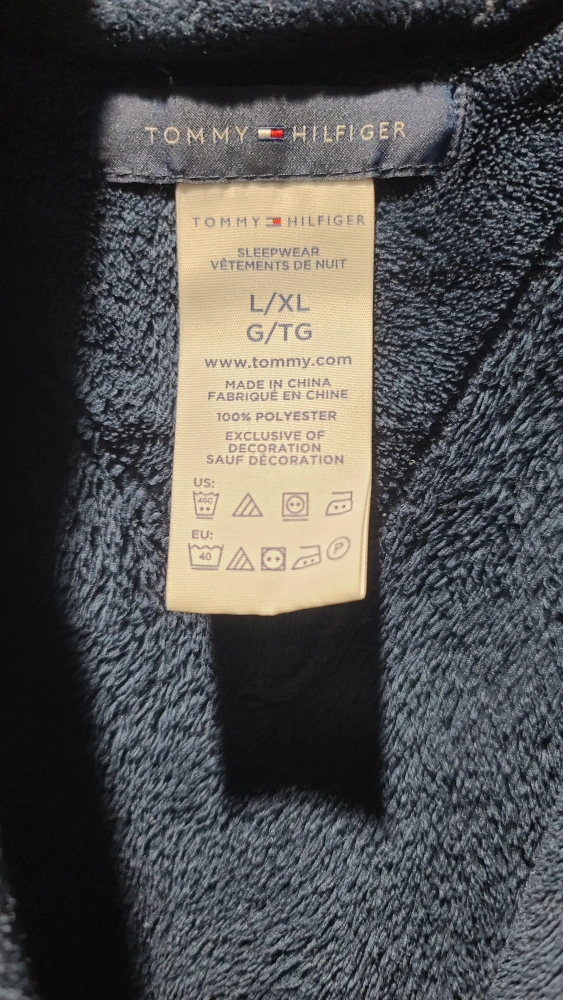 TOMMY HILFIGER
TOMMY HILFIGER
SLEEPWEAR
VÊTEMENTS DE NUIT
L/XL
G/TG
www.tommy.com
MADE IN CHINA
FABRIQUÉ EN CHINE
100% POLYESTER
EXCLUSIVE OF
DECORATION
SAUF DÉCORATION
US:
40C
EU:
40 P